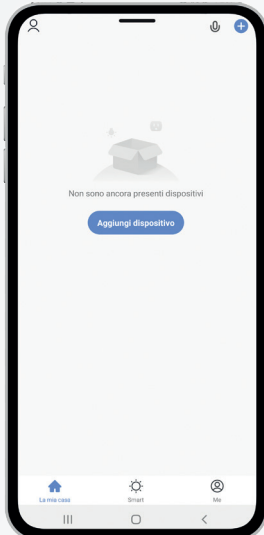 Non sono ancora presenti dispositivi
Aggiungi dispositivo
La mia casa
Smart
Me